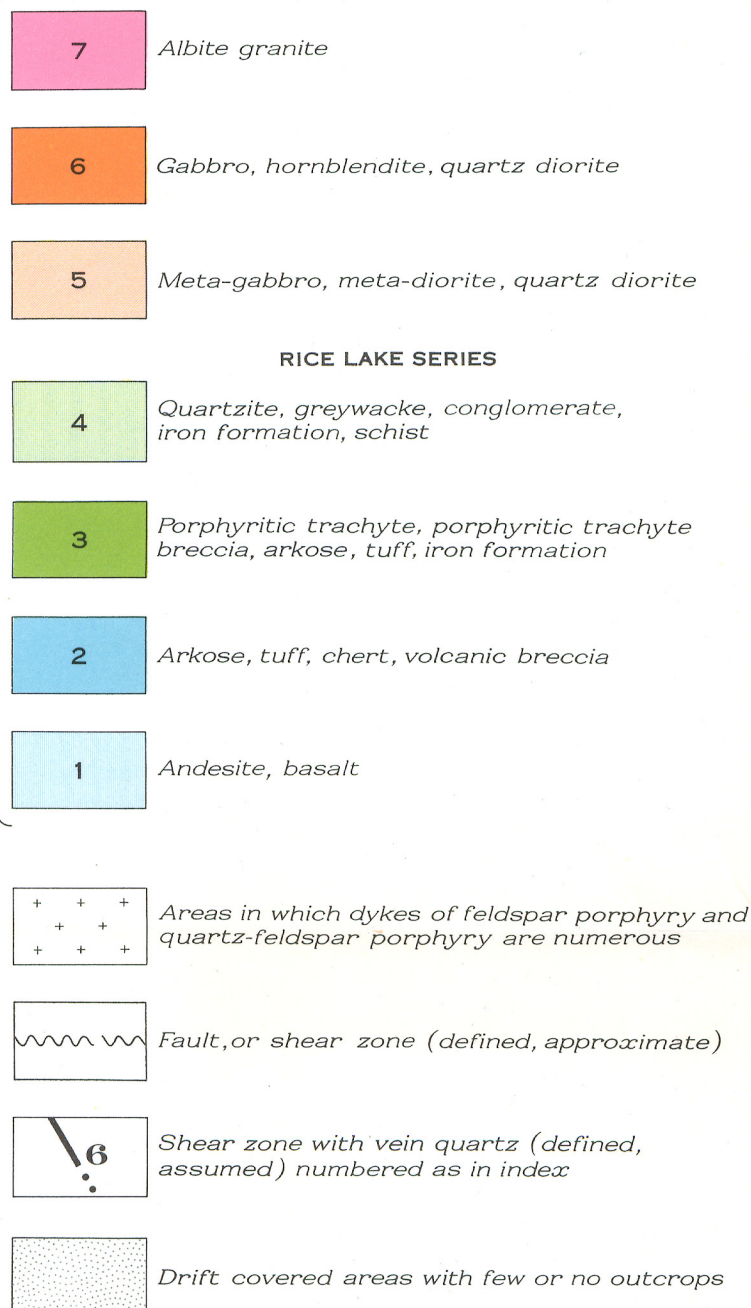 7 Albite granite
6 Gabbro, hornblendite, quartz diorite
5 Meta-gabbro, meta-diorite, quartz diorite
RICE LAKE SERIES
4 Quartzite, greywacke, conglomerate,
iron formation, schist
3 Porphyritic trachyte, porphyritic trachyte
breccia, arkose, tuff, iron formation
2 Arkose, tuff, chert, volcanic breccia
1 Andesite, basalt
Areas in which dykes of feldspar porphyry and
quartz-feldspar porphyry are numerous
Fault, or shear zone (defined, approximate)
6 Shear zone with vein quartz (defined,
assumed) numbered as in index
Drift covered areas with few or no outcrops